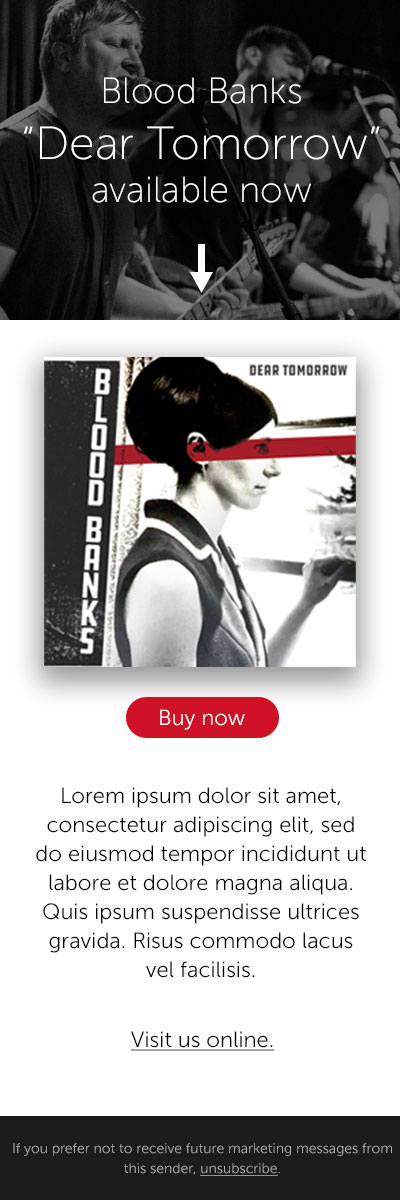 Blood Banks
“Dear Tomorrow”
available now
DEAR TOMORROW
BLOOD BANKS
Buy now
Lorem ipsum dolor sit amet,
consectetur adipiscing elit, sed
do eiusmod tempor incididunt ut
labore et dolore magna aliqua.
Quis ipsum suspendisse ultrices
gravida. Risus commodo lacus
vel facilisis.
Visit us online.
If you prefer not to receive future marketing messages from
this sender, unsubscribe.